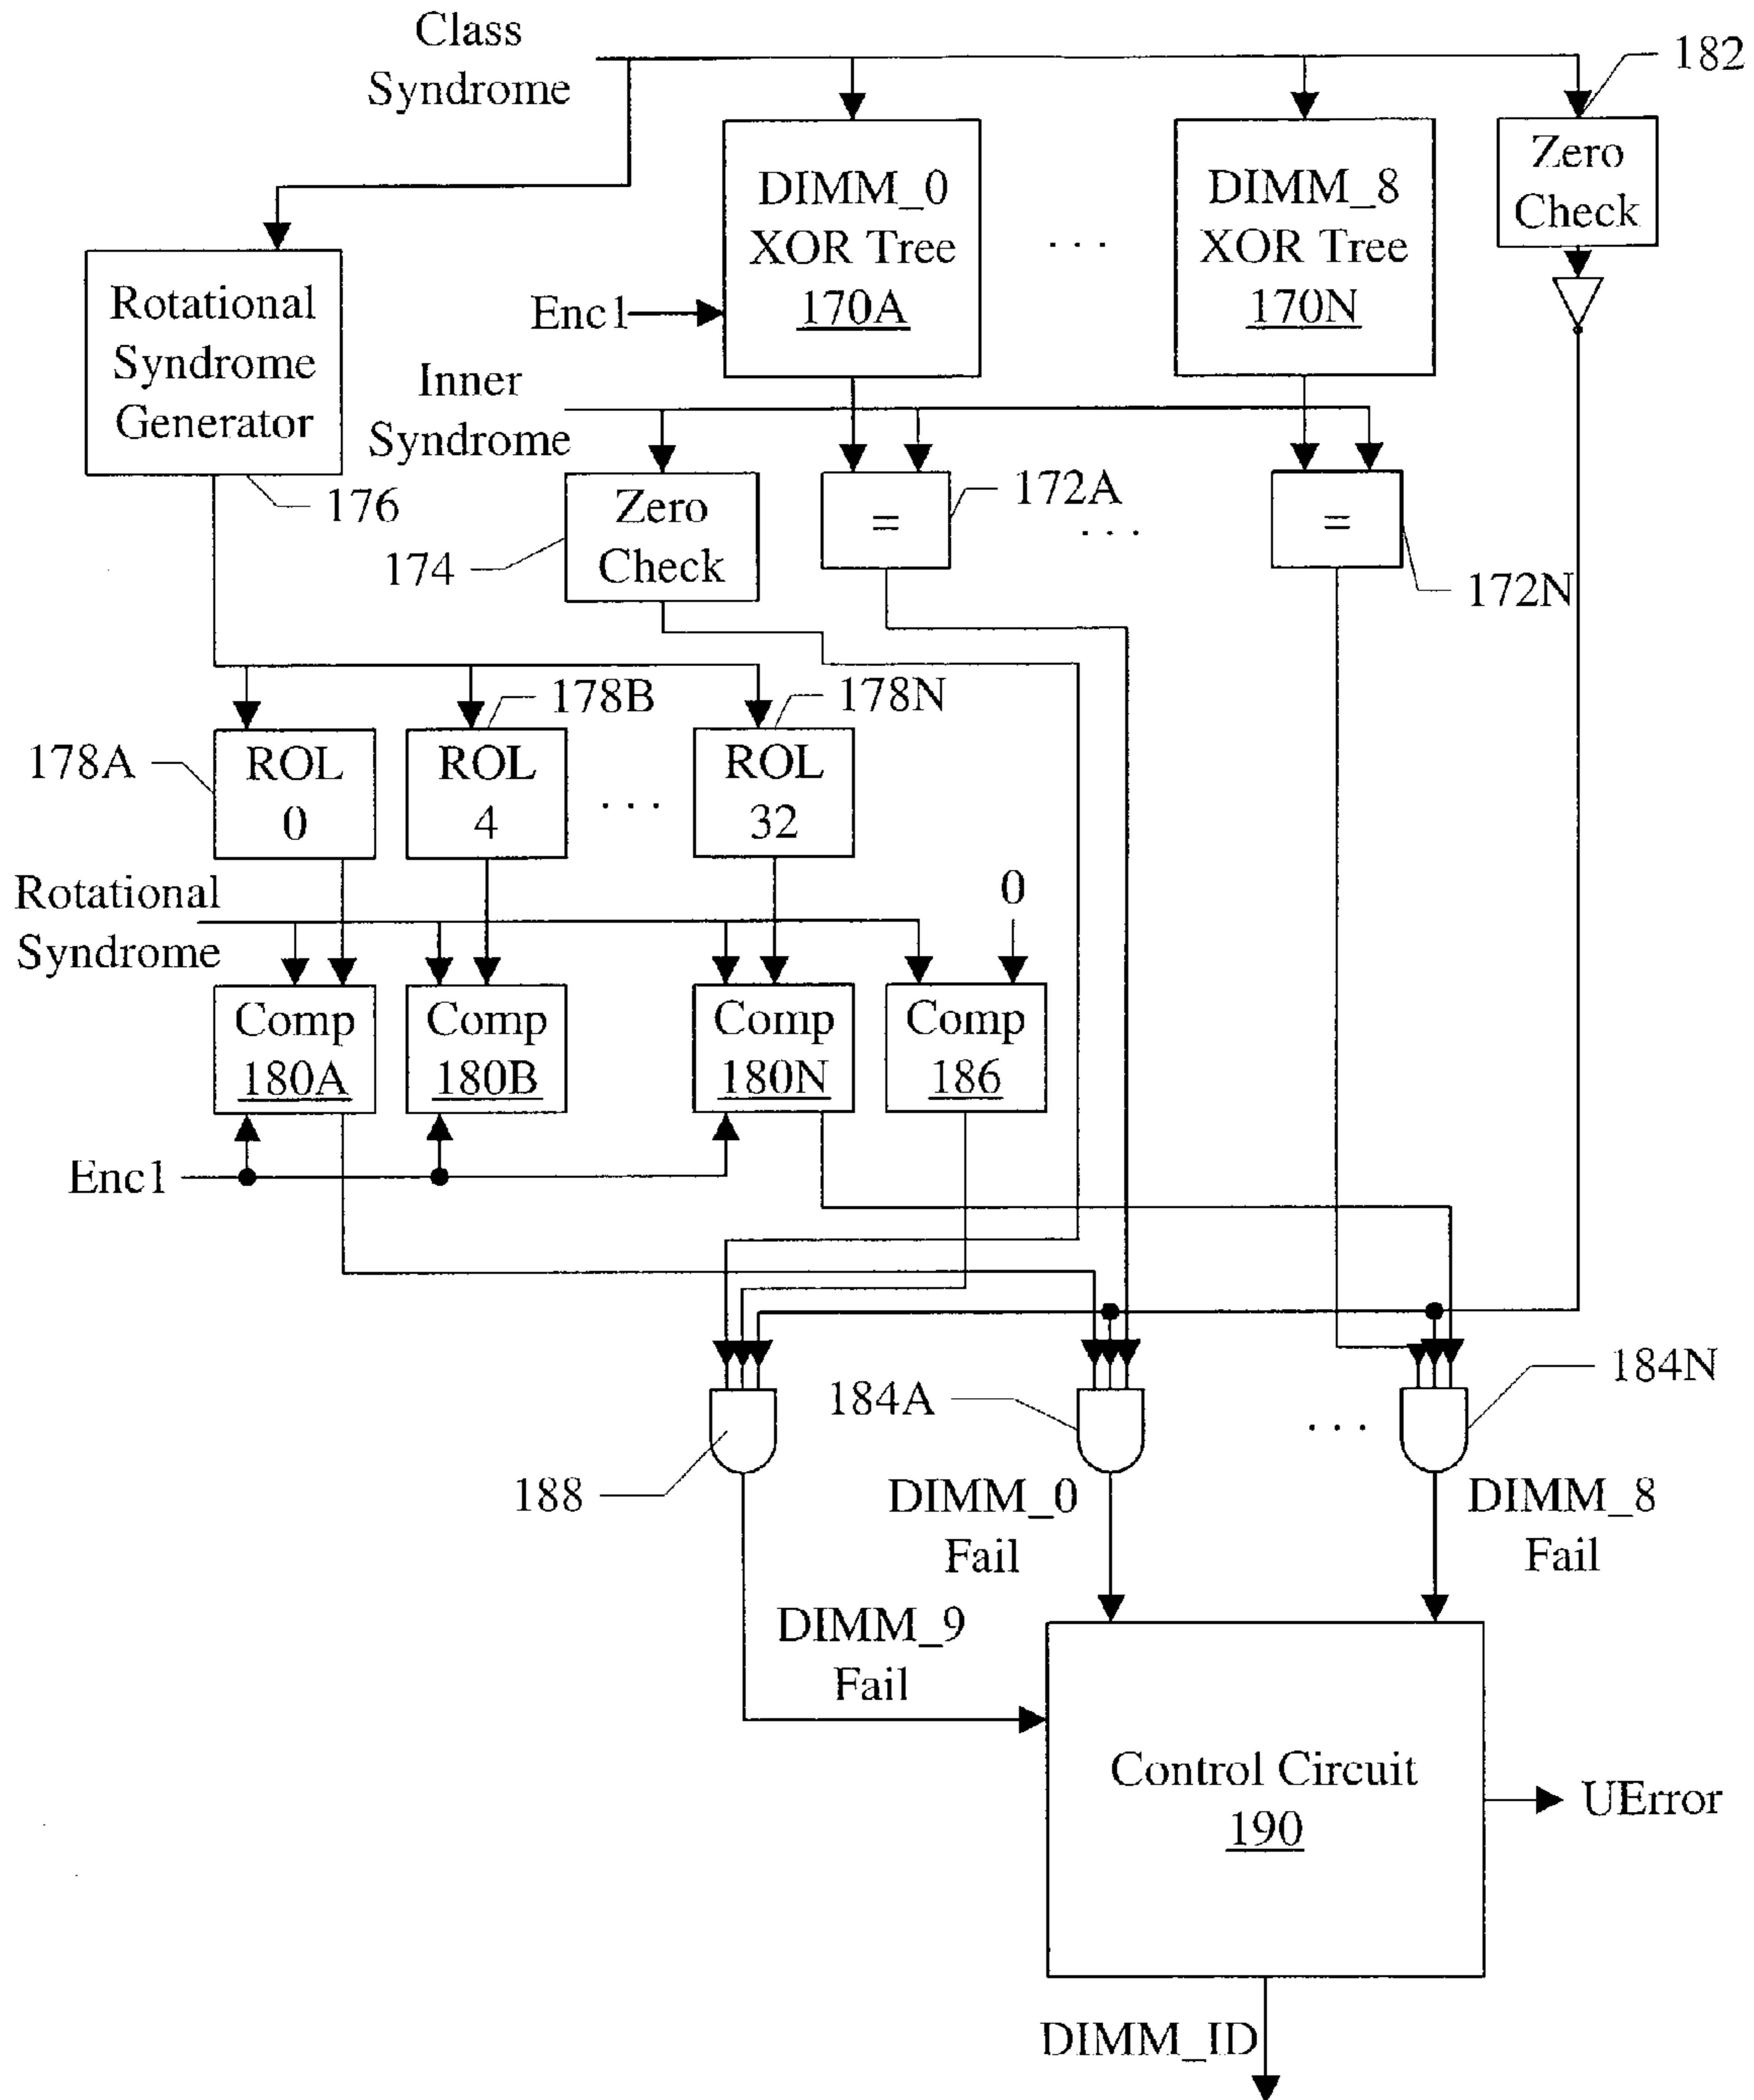 Class
Syndrome
182
DIMM_0
XOR Tree
170A
. . .
DIMM_8
XOR Tree
170N
Zero
Check
Rotational
Syndrome
Generator
176
Enc1
Inner
Syndrome
Zero
Check
174
=
172A
. . .
=
172N
178A
ROL
0
178B
ROL
4
. . .
178N
ROL
32
Rotational
Syndrome
0
Comp
180A
Comp
180B
Comp
180N
Comp
186
Enc1
188
184A
. . .
184N
DIMM_0
Fail
DIMM_8
Fail
DIMM_9
Fail
Control Circuit
190
UError
DIMM_ID